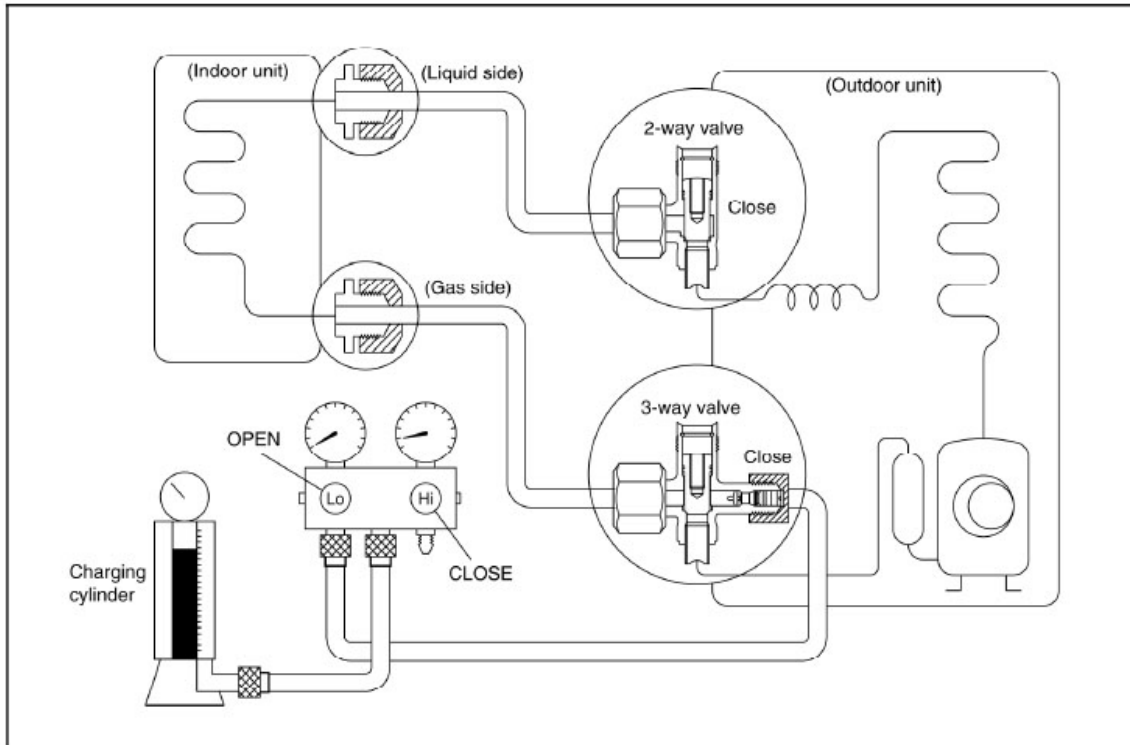 (Indoor unit)
(Liquid side)
(Outdoor unit)
2-way valve
Close
(Gas side)
3-way valve
Close
OPEN
Lo
Hi
CLOSE
Charging
cylinder